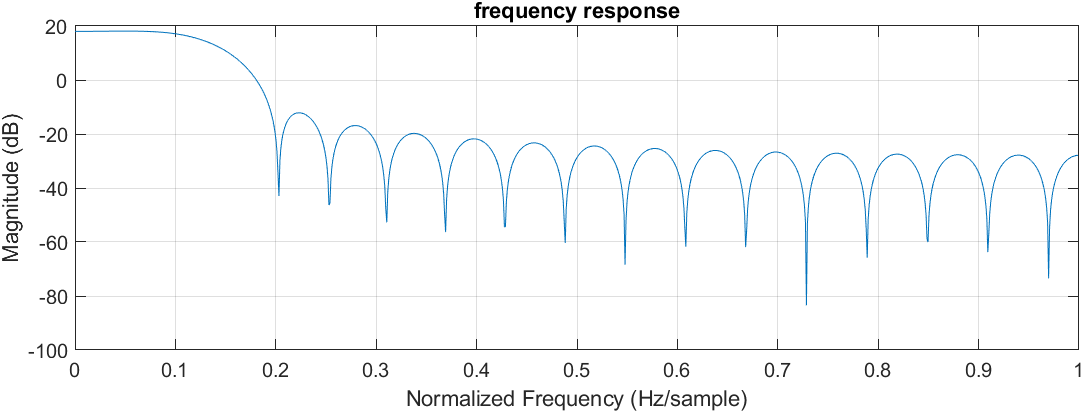 frequency response
Magnitude (dB)
20
0
-20
-40
-60
-80
-100
0 0.1 0.2 0.3 0.4 0.5 0.6 0.7 0.8 0.9 1
Normalized Frequency (Hz/sample)